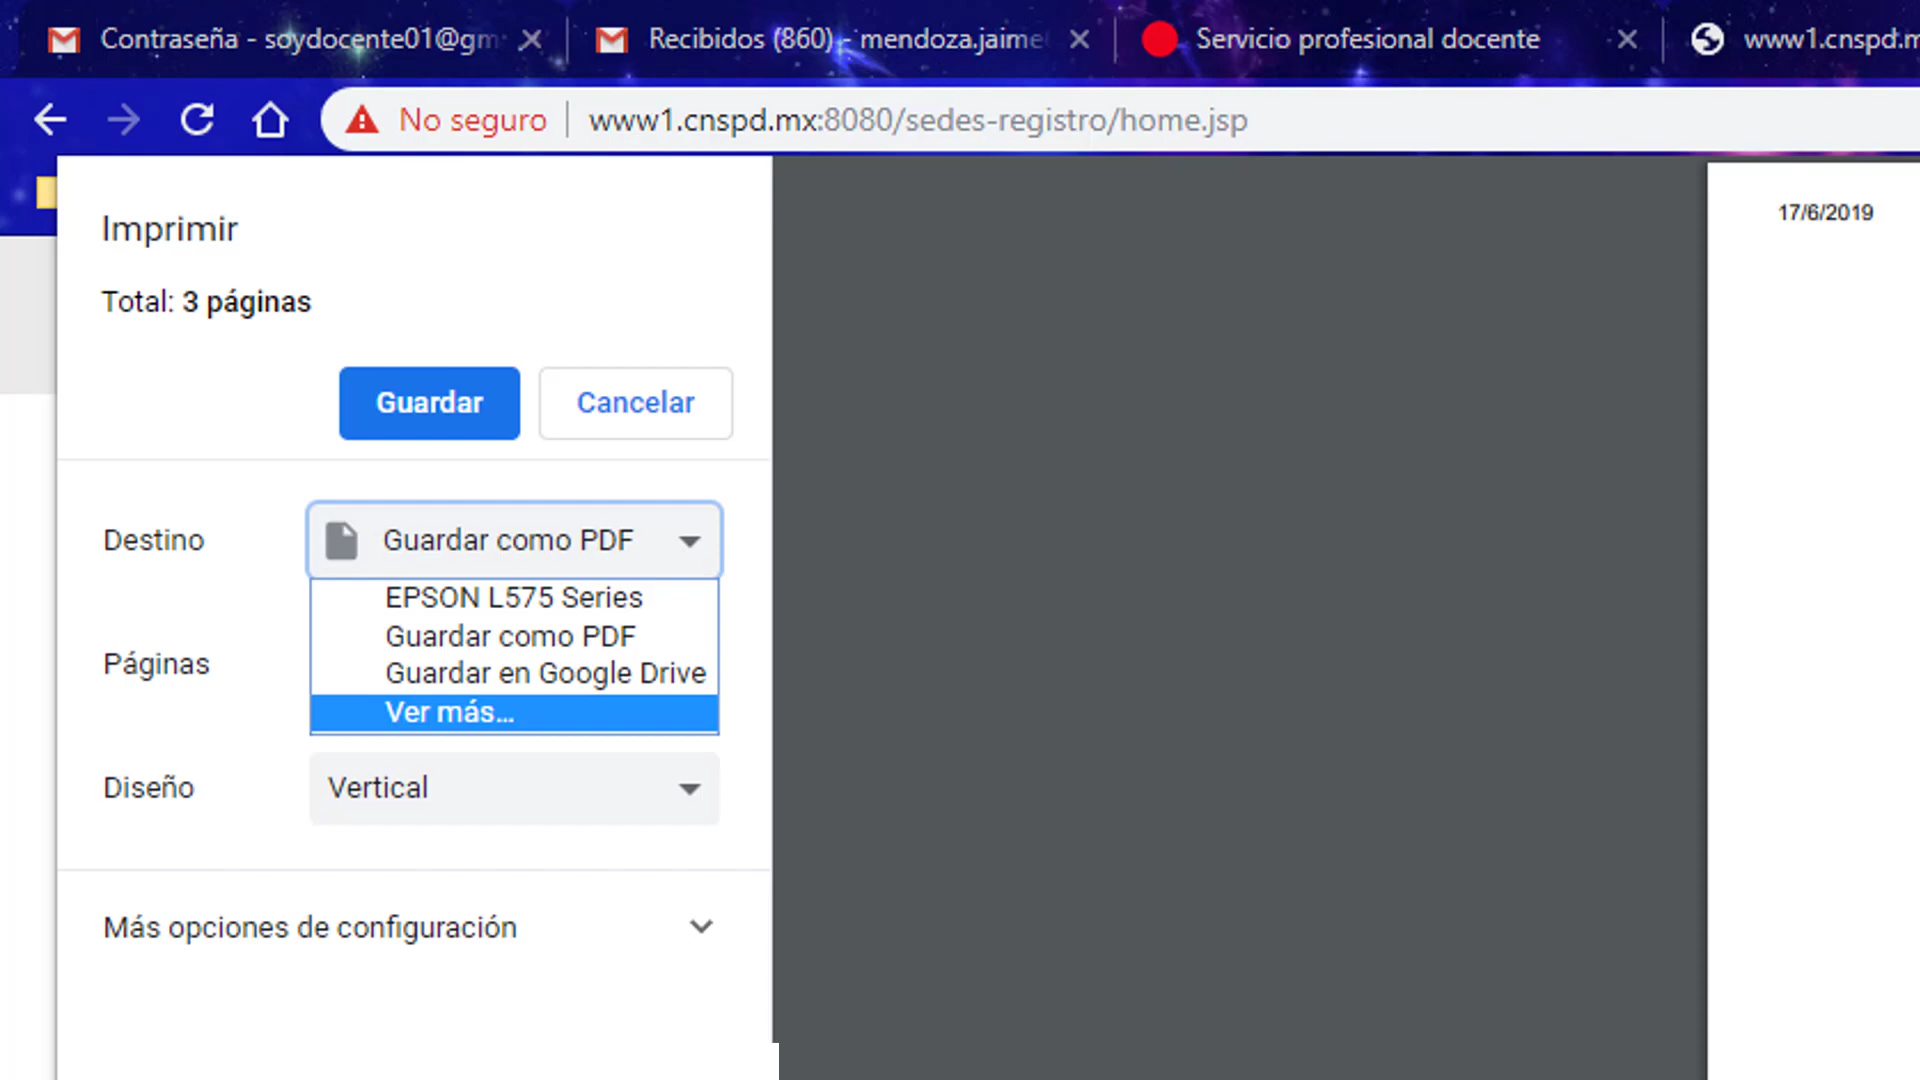 Contraseña - soydocente01@gm
Recibidos (860) - mendoza.jaime
Servicio profesional docente
www1.cnspd.m
No seguro
www1.cnspd.mx:8080/sedes-registro/home.jsp
Imprimir
17/6/2019
Total: 3 páginas
Guardar
Cancelar
Destino
Guardar como PDF
EPSON L575 Series
Guardar como PDF
Páginas
Guardar en Google Drive
Ver más...
Diseño
Vertical
Más opciones de configuración